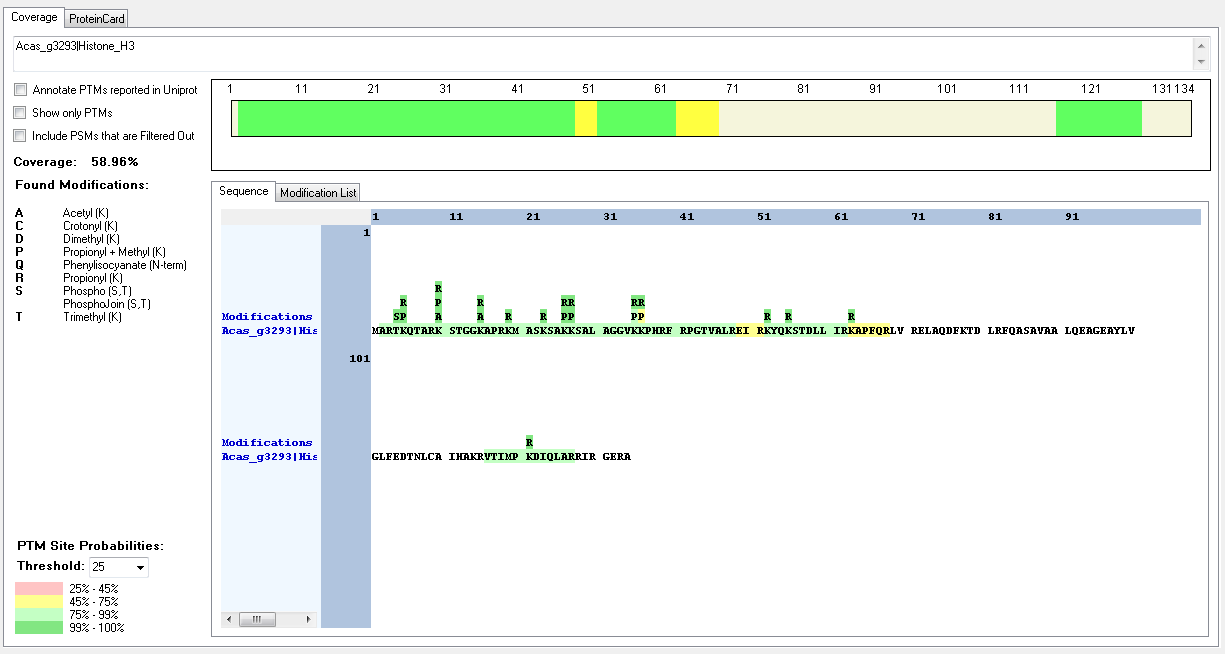 Coverage ProteinCard
Acas_g3293|Histone_H3
Annotate PTMs reported in Uniprot
Show only PTMs
Include PSMs that are Filtered Out
Coverage: 58.96%
Found Modifications:
A Acetyl (K)
C Crotonyl (K)
D Dimethyl (K)
P Propionyl + Methyl (K)
Q Phenylisocyanate (N-term)
R Propionyl (K)
S Phospho (S,T)
PhosphoJoin (S,T)
T Trimethyl (K)
PTM Site Probabilities:
Threshold: 25
25% - 45%
45% - 75%
75% - 99%
99% - 100%
1 11 21 31 41 51 61 71 81 91 101 111 121 131 134
Sequence Modification List
1 11 21 31 41 51 61 71 81 91
1
R
R P R RR RR
Modifications SP A A R R PP PP R R R
Acas_g3293|His MARTKQTARK STGGKAPRKM ASKSAKKSAL AGGVKKPHRF RPGTVALREI RKYQKSTDLL IRKAPFQRLV RELAQDFKTD LRFQASAVAA LQEAGEAYLV
101
Modifications R
Acas_g3293|His GLFEDTNLCA IHAKRVTIMP KDIQLARRIR GERA